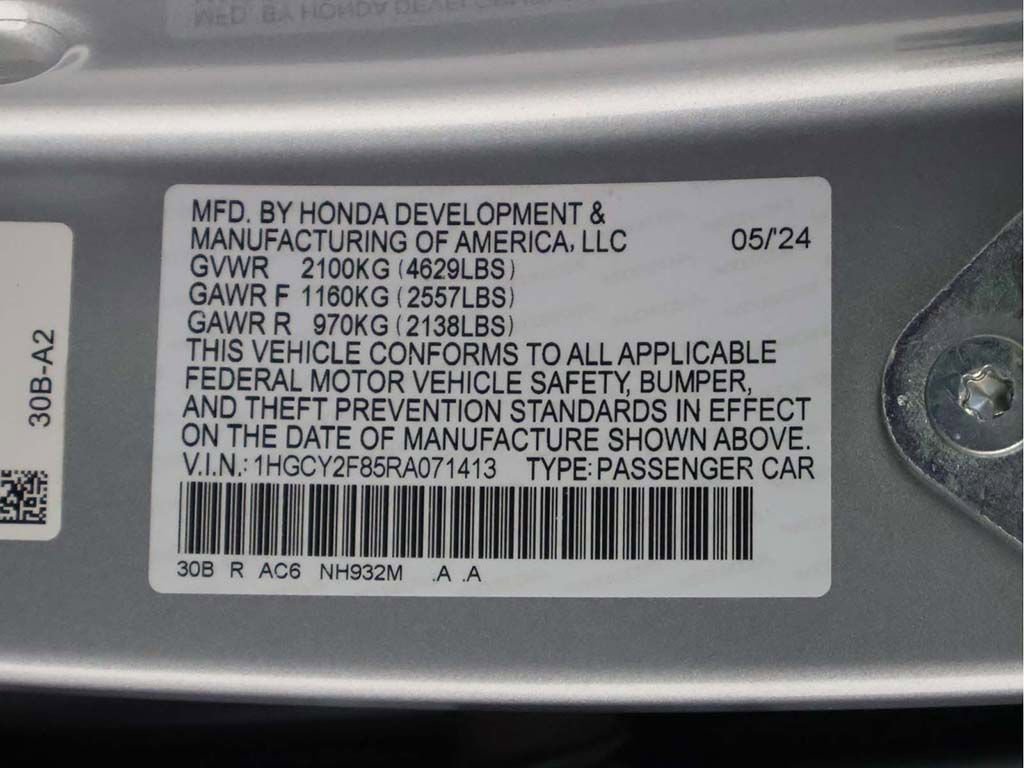 MFD. BY HONDA DEVELOPMENT &
MANUFACTURING OF AMERICA, LLC 05/'24
GVWR 2100KG (4629LBS)
GAWR F 1160KG (2557LBS)
GAWR R 970KG (2138LBS)
THIS VEHICLE CONFORMS TO ALL APPLICABLE
FEDERAL MOTOR VEHICLE SAFETY, BUMPER,
AND THEFT PREVENTION STANDARDS IN EFFECT
ON THE DATE OF MANUFACTURE SHOWN ABOVE.
V.I.N.: 1HGCY2F85RA071413 TYPE: PASSENGER CAR
30B R AC6 NH932M .A .A
30B-A2